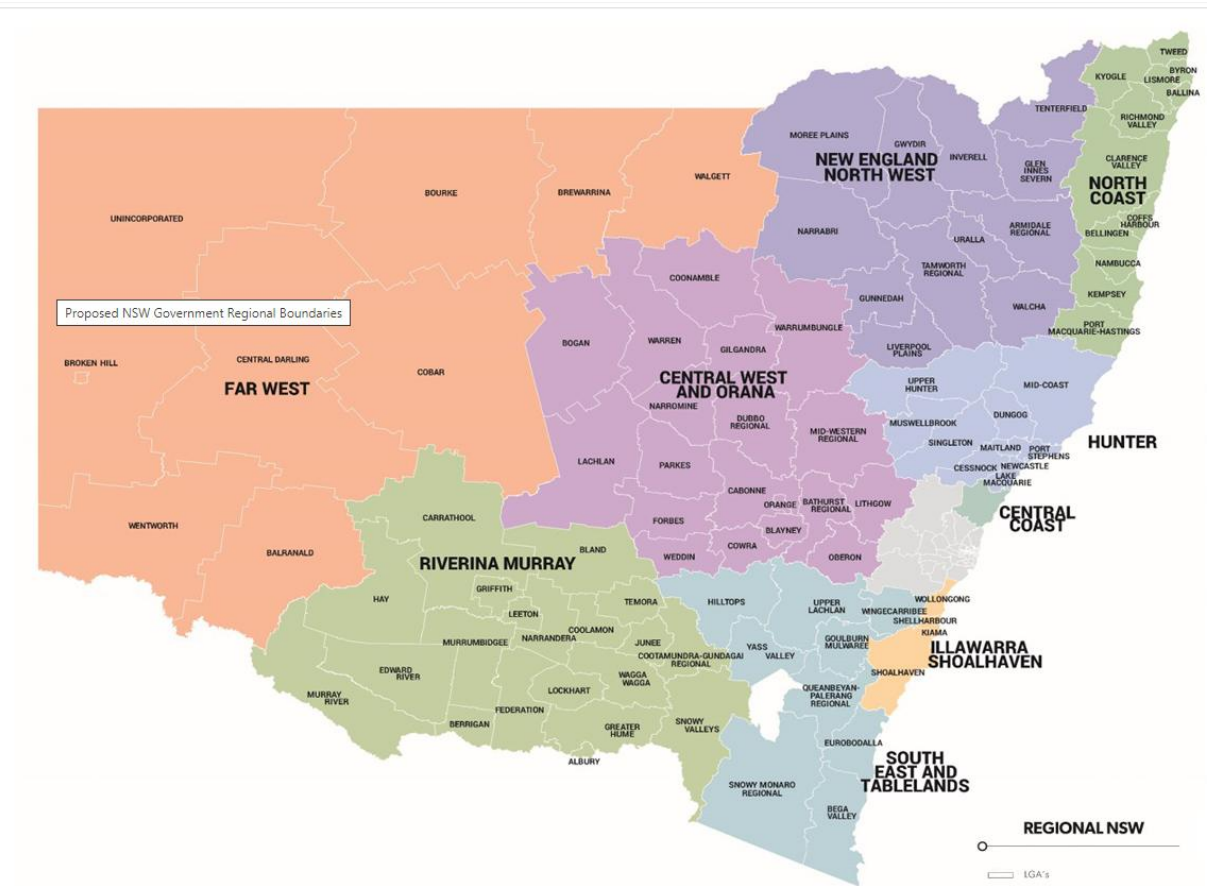 TWEED
KYOGLE
BYRON
LISMORE
BALLINA
TENTERFIELD
RICHMOND
VALLEY
MOREE PLAINS
GWYDIR
INVERELL
NEW ENGLAND
NORTH WEST
GLEN
INNES
SEVERN
CLARENCE
VALLEY
NORTH
COAST
WALGETT
BOURKE
BREWARRINA
UNINCORPORATED
COFFS
HARBOUR
BELLINGEN
NARRABRI
ARMIDALE
REGIONAL
URALLA
TAMWORTH
REGIONAL
NAMBUCCA
COONAMBLE
KEMPSEY
GUNNEDAH
WALCHA
Proposed NSW Government Regional Boundaries
PORT
MACQUARIE-HASTINGS
WARRUMBUNGLE
BOGAN
WARREN
GILGANDRA
LIVERPOOL
PLAINS
BROKEN HILL
CENTRAL DARLING
COBAR
FAR WEST
CENTRAL WEST
AND ORANA
UPPER
HUNTER
MID-COAST
NARROMINE
DUBBO
REGIONAL
MUSWELLBROOK
DUNGOG
MID-WESTERN
REGIONAL
SINGLETON
MAITLAND
PORT
STEPHENS
HUNTER
LACHLAN
PARKES
CESSNOCK
NEWCASTLE
LAKE
MACQUARIE
CABONNE
ORANGE
BATHURST
REGIONAL
LITHGOW
CENTRAL
COAST
WENTWORTH
CARRATHOOL
FORBES
BLAYNEY
BALRANALD
BLAND
WEDDIN
COWRA
OBERON
RIVERINA MURRAY
HAY
GRIFFITH
LEETON
TEMORA
HILLTOPS
UPPER
LACHLAN
WINGECARRIBEE
WOLLONGONG
SHELLHARBOUR
KIAMA
MURRUMBIDGEE
NARRANDERA
COOLAMON
JUNEE
COOTAMUNDRA-GUNDAGAI
REGIONAL
YASS
VALLEY
GOULBURN
MULWAREE
ILLAWARRA
SHOALHAVEN
SHOALHAVEN
EDWARD
RIVER
WAGGA
WAGGA
MURRAY
RIVER
LOCKHART
QUEANBEYAN-
PALERANG
REGIONAL
BERRIGAN
FEDERATION
GREATER
HUME
SNOWY
VALLEYS
EUROBODALLA
ALBURY
SOUTH
EAST AND
TABLELANDS
SNOWY MONARO
REGIONAL
BEGA
VALLEY
REGIONAL NSW
LGA's